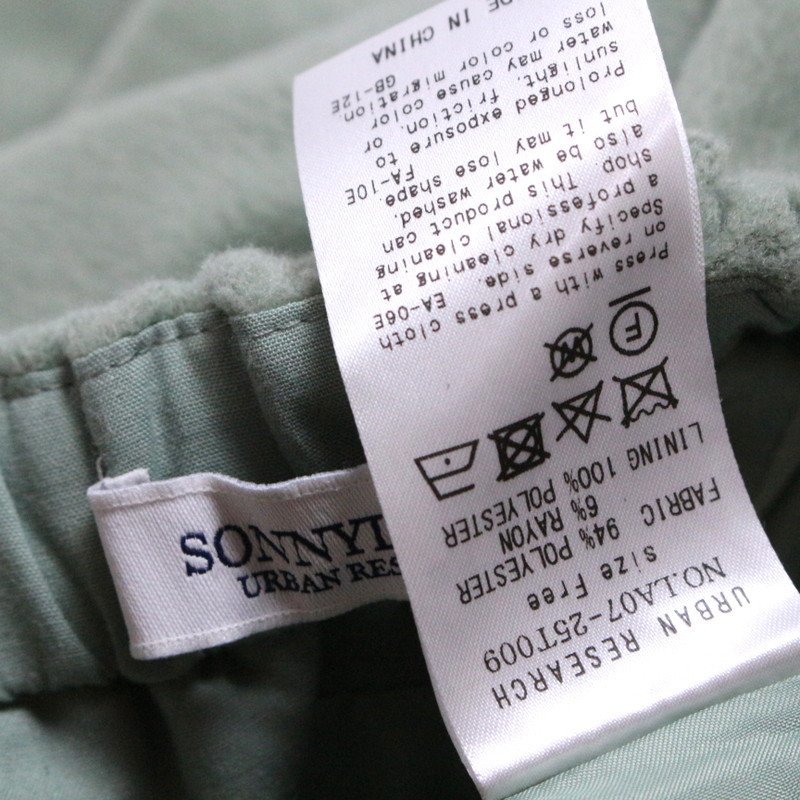 SONNYL
URBAN RES
URBAN RESEARCH
NO.LA07-25T009
size Free
FABRIC 94% POLYESTER
6% RAYON
LINING 100% POLYESTER
F
Press with a press cloth
on reverse side. EA-06E
Specify dry cleaning at
a professional cleaning
shop This product can
also be water washed.
but it may lose shape.
FA-10E
Prolonged exposure to
sunlight, friction, or
water may cause color
loss or color migration
GB-12E
DE IN CHINA